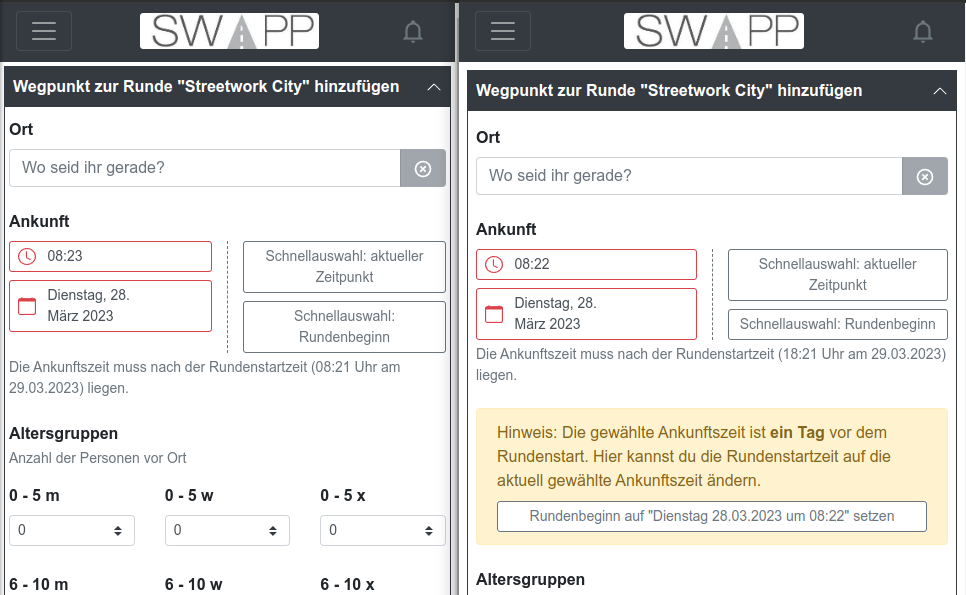 SWAPP
Wegpunkt zur Runde "Streetwork City" hinzufügen
Ort
Wo seid ihr gerade?
Ankunft
08:23
Dienstag, 28.
März 2023
Schnellauswahl: aktueller
Zeitpunkt
Schnellauswahl:
Rundenbeginn
Die Ankunftszeit muss nach der Rundenstartzeit (08:21 Uhr am
29.03.2023) liegen.
Altersgruppen
Anzahl der Personen vor Ort
0 - 5 m 0 - 5 w 0 - 5 x
0 0 0
6 - 10 m 6 - 10 w 6 - 10 x
SWAPP
Wegpunkt zur Runde "Streetwork City" hinzufügen
Ort
Wo seid ihr gerade?
Ankunft
08:22
Dienstag, 28.
März 2023
Schnellauswahl: aktueller
Zeitpunkt
Schnellauswahl: Rundenbeginn
Die Ankunftszeit muss nach der Rundenstartzeit (18:21 Uhr am 29.03.2023)
liegen.
Hinweis: Die gewählte Ankunftszeit ist ein Tag vor dem
Rundenstart. Hier kannst du die Rundenstartzeit auf die
aktuell gewählte Ankunftszeit ändern.
Rundenbeginn auf "Dienstag 28.03.2023 um 08:22" setzen
Altersgruppen